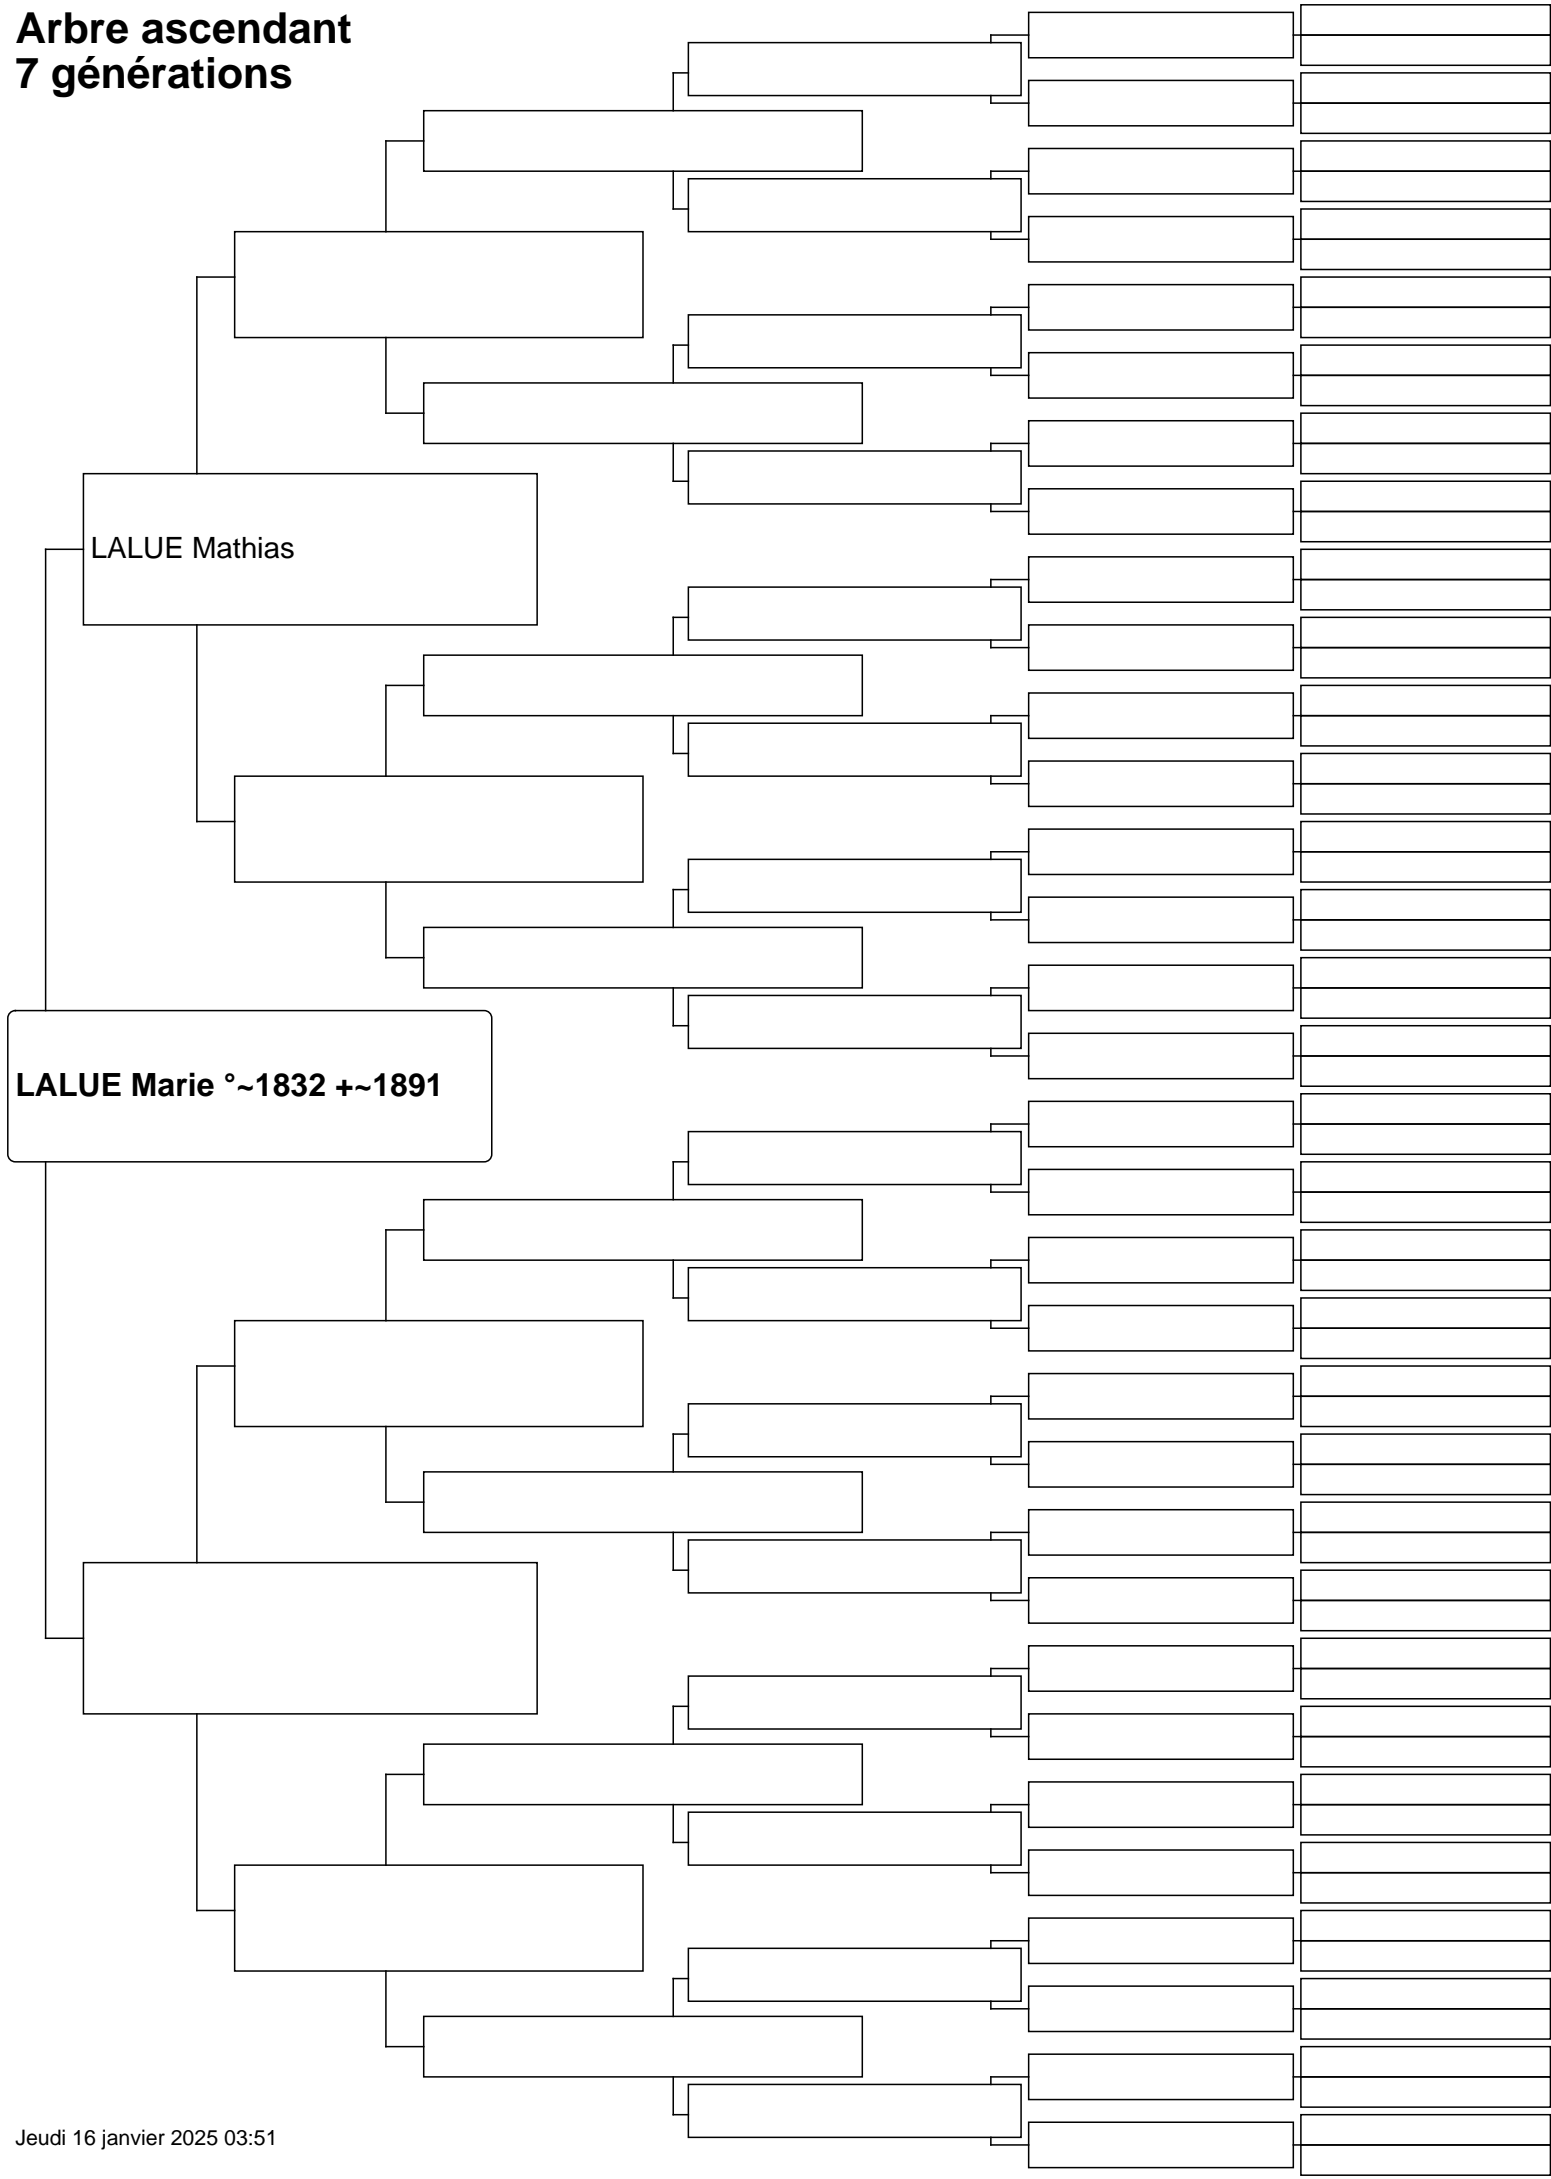 Arbre ascendant
7 générations
LALUE Mathias
LALUE Marie °~1832 +~1891
Jeudi 16 janvier 2025 03:51